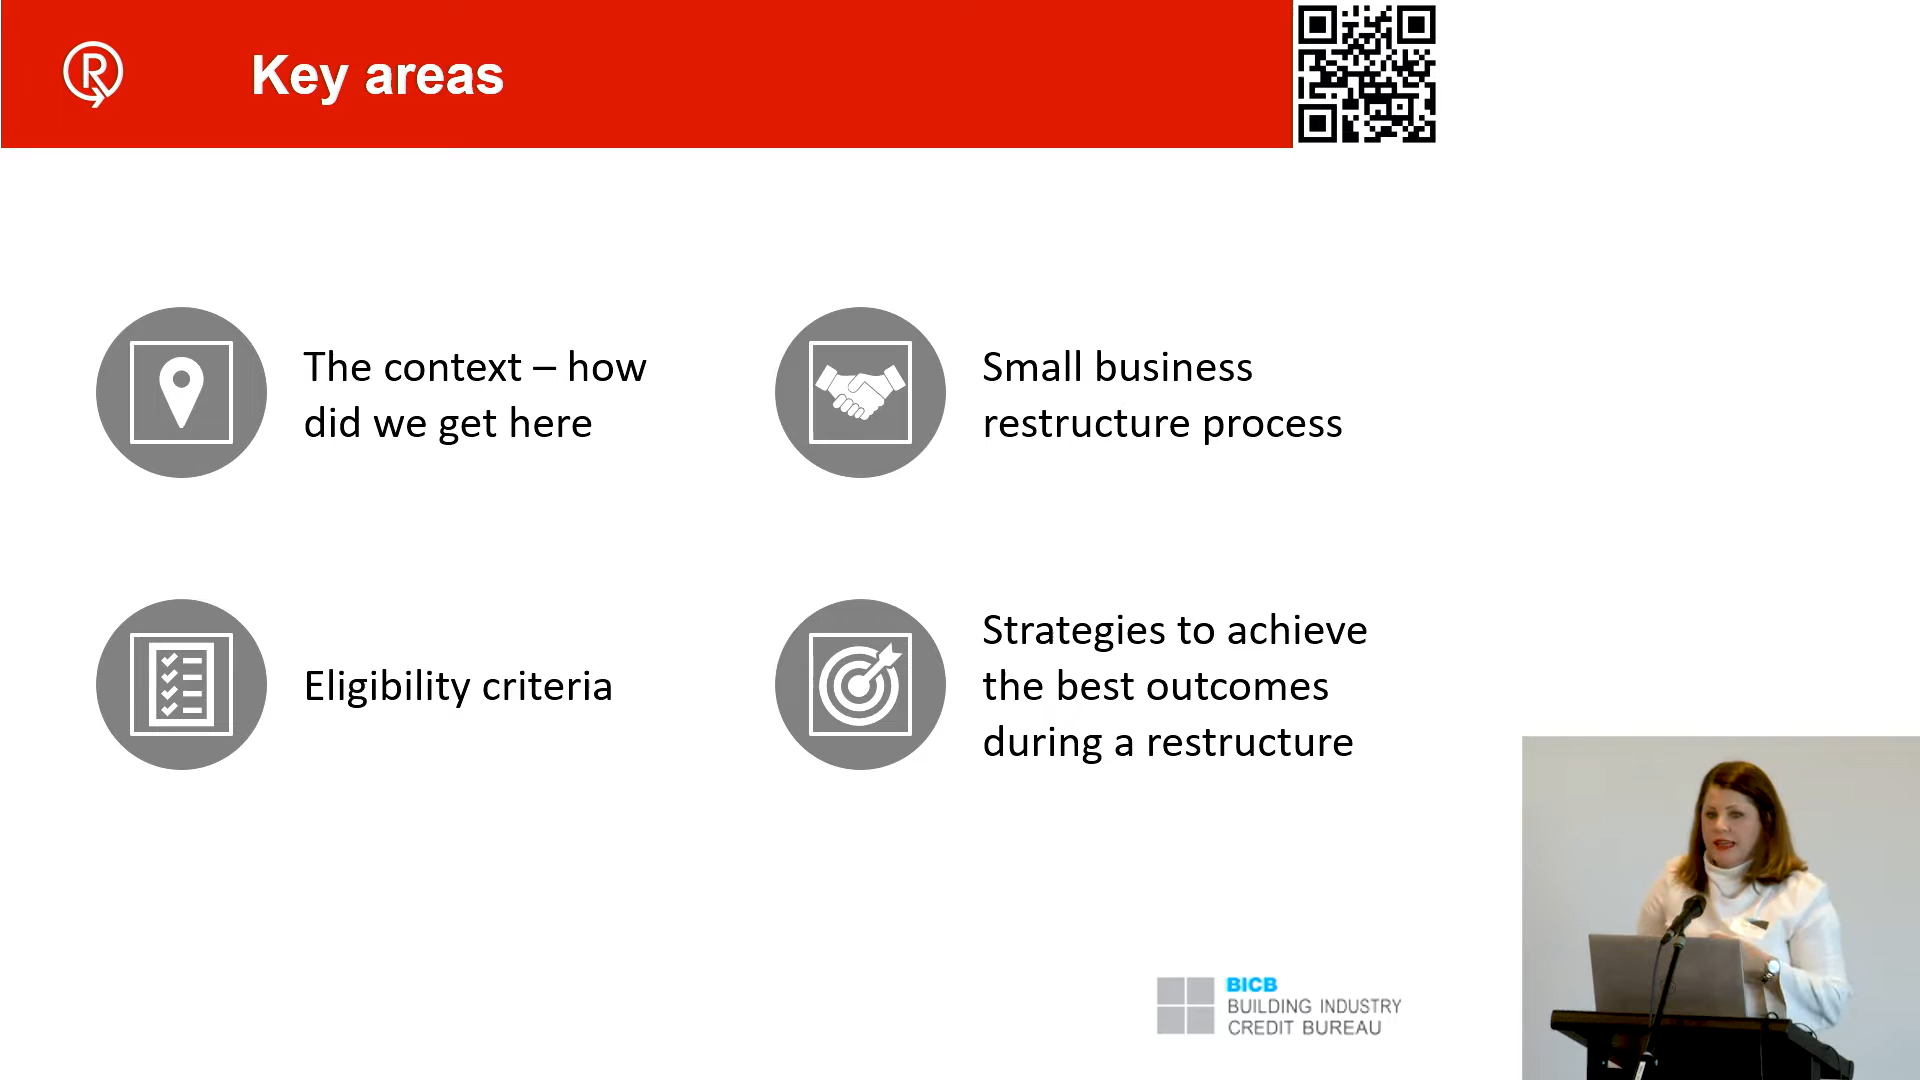 R
Key areas
The context – how
did we get here
Small business
restructure process
Eligibility criteria
Strategies to achieve
the best outcomes
during a restructure
BICB
BUILDING INDUSTRY
CREDIT BUREAU